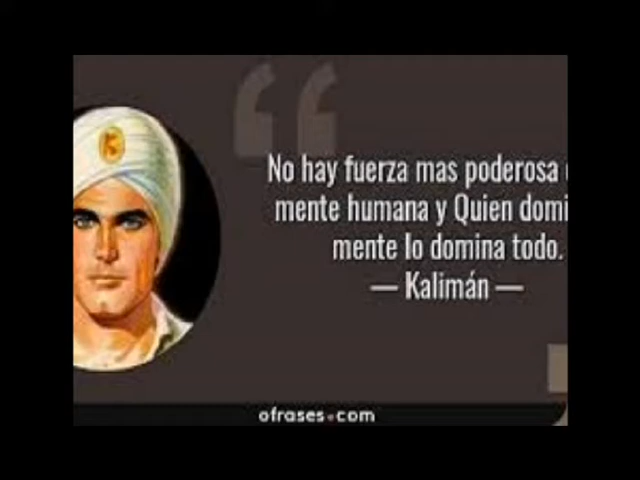 No hay fuerza mas poderosa
mente humana y Quien domi
mente lo domina todo.
— Kalimán —
ofrases.com